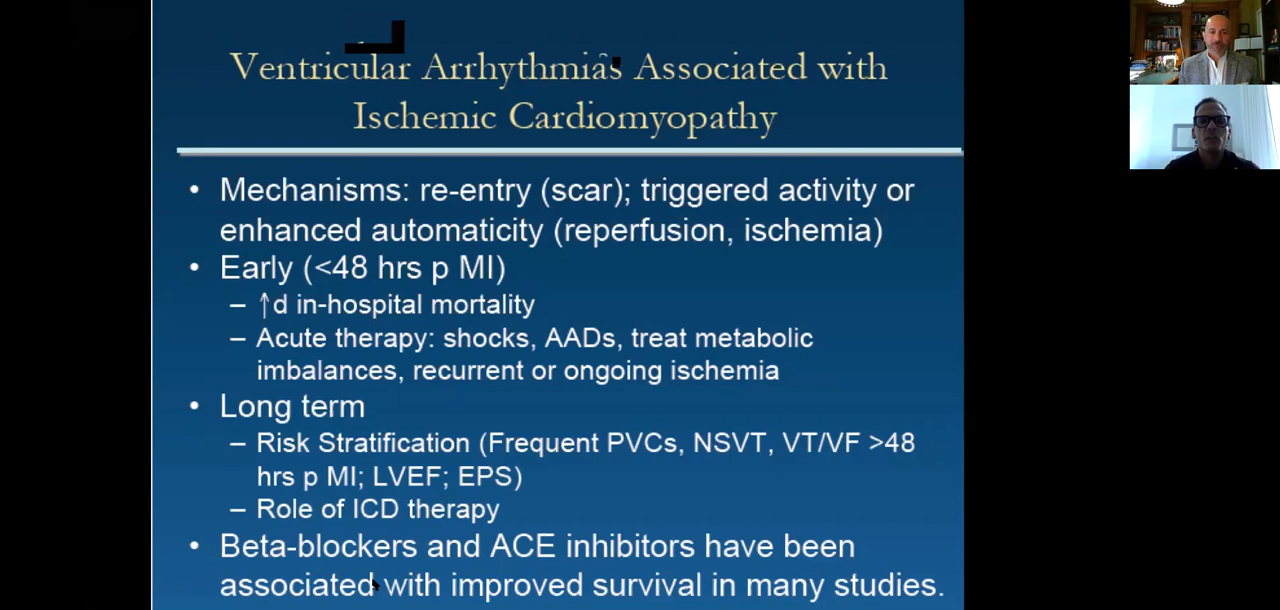 Ventricular Arrhythmias Associated with
Ischemic Cardiomyopathy
• Mechanisms: re-entry (scar); triggered activity or
enhanced automaticity (reperfusion, ischemia)
• Early (<48 hrs p MI)
– ↑d in-hospital mortality
– Acute therapy: shocks, AADs, treat metabolic
imbalances, recurrent or ongoing ischemia
• Long term
– Risk Stratification (Frequent PVCs, NSVT, VT/VF >48
hrs p MI; LVEF; EPS)
– Role of ICD therapy
• Beta-blockers and ACE inhibitors have been
associated with improved survival in many studies.